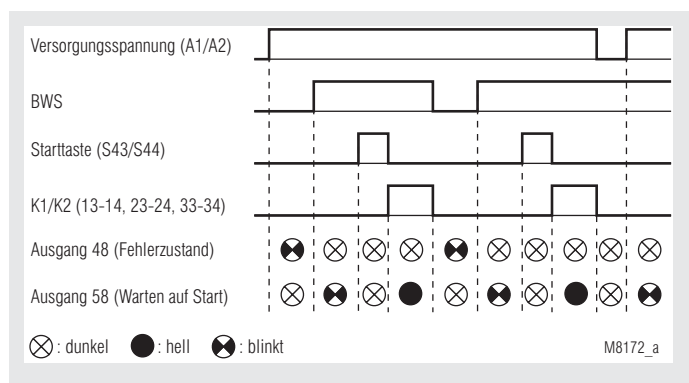 Versorgungsspannung (A1/A2)
BWS
Starttaste (S43/S44)
K1/K2 (13-14, 23-24, 33-34)
Ausgang 48 (Fehlerzustand)
Ausgang 58 (Warten auf Start)
: dunkel : hell : blinkt M8172_a